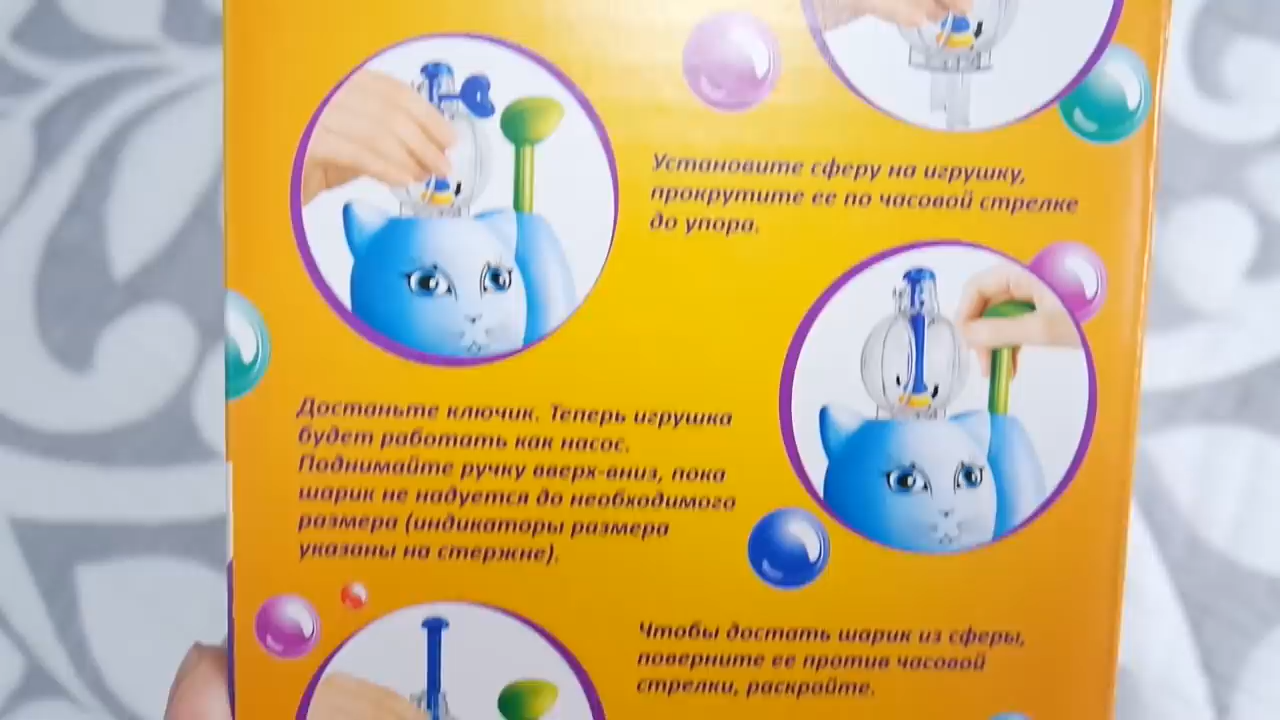 Установите сферу на игрушку,
прокрутите ее по часовой стрелке
до упора.
Достаньте ключик. Теперь игрушка
будет работать как насос.
Поднимайте ручку вверх-вниз, пока
шарик не надуется до необходимого
размера (индикаторы размера
указаны на стержне).
Чтобы достать шарик из сферы,
поверните ее против часовой
стрелки, раскрайте.